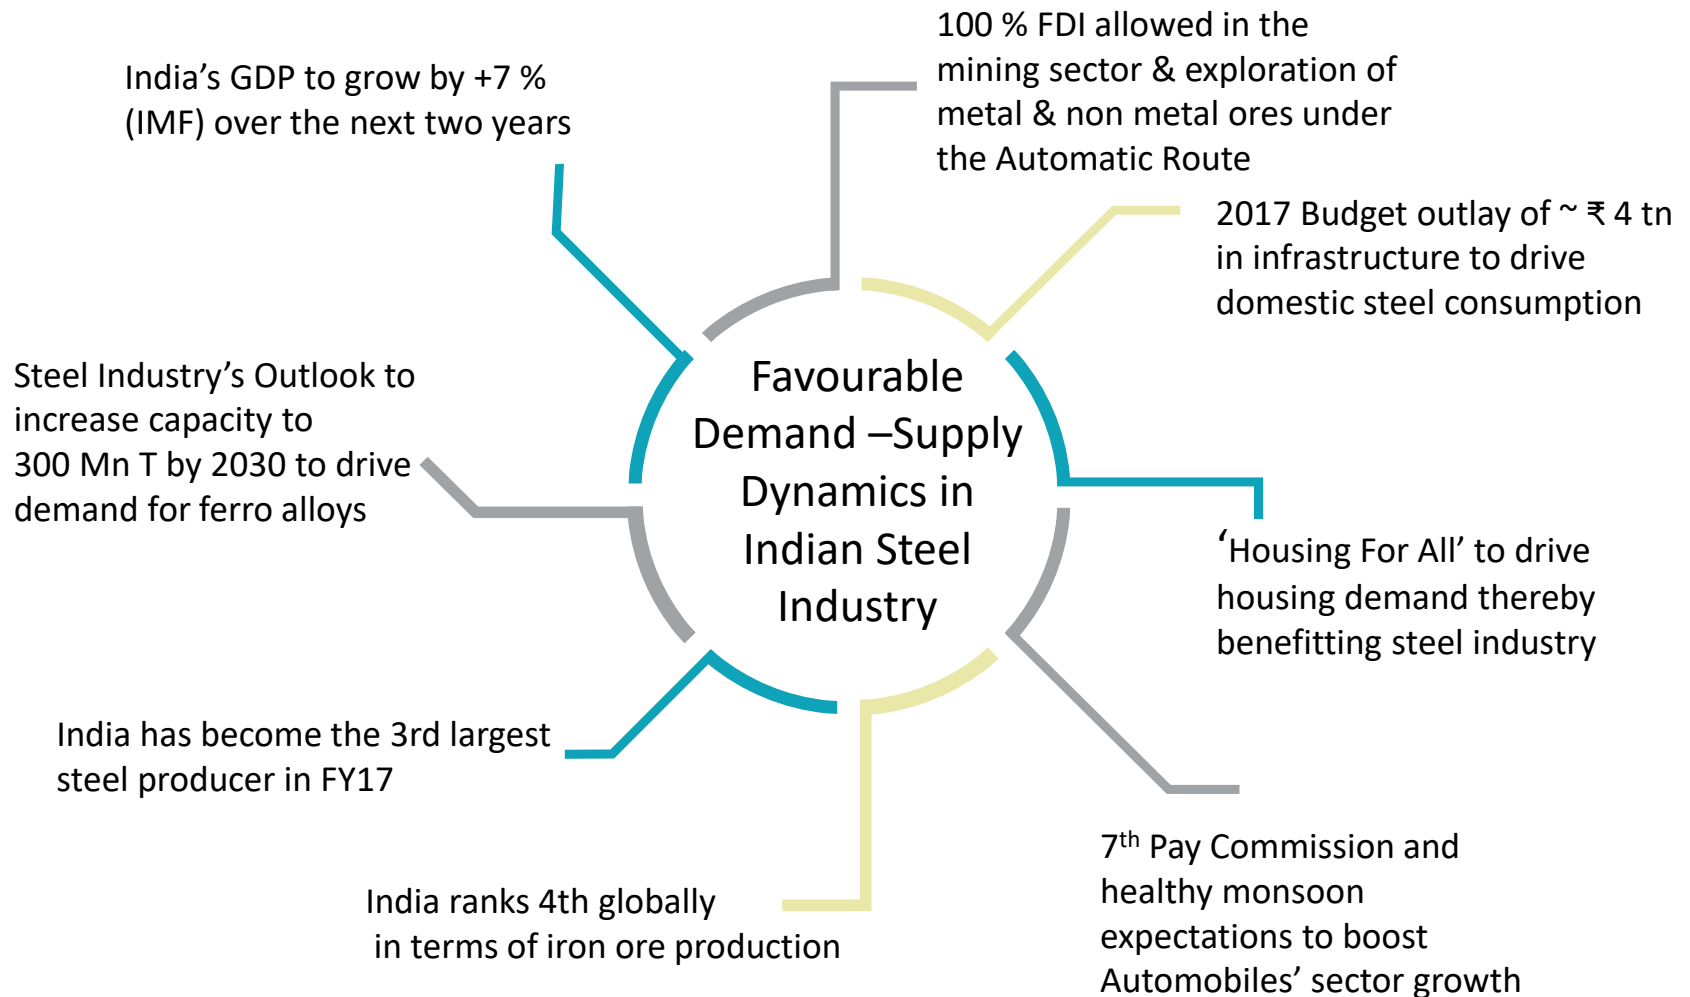 100 % FDI allowed in the
mining sector & exploration of
metal & non metal ores under
the Automatic Route
India’s GDP to grow by +7 %
(IMF) over the next two years
2017 Budget outlay of ~ ₹ 4 tn
in infrastructure to drive
domestic steel consumption
Steel Industry’s Outlook to
increase capacity to
300 Mn T by 2030 to drive
demand for ferro alloys
Favourable
Demand –Supply
Dynamics in
Indian Steel
Industry
‘Housing For All’ to drive
housing demand thereby
benefitting steel industry
India has become the 3rd largest
steel producer in FY17
7th Pay Commission and
healthy monsoon
expectations to boost
Automobiles’ sector growth
India ranks 4th globally
in terms of iron ore production